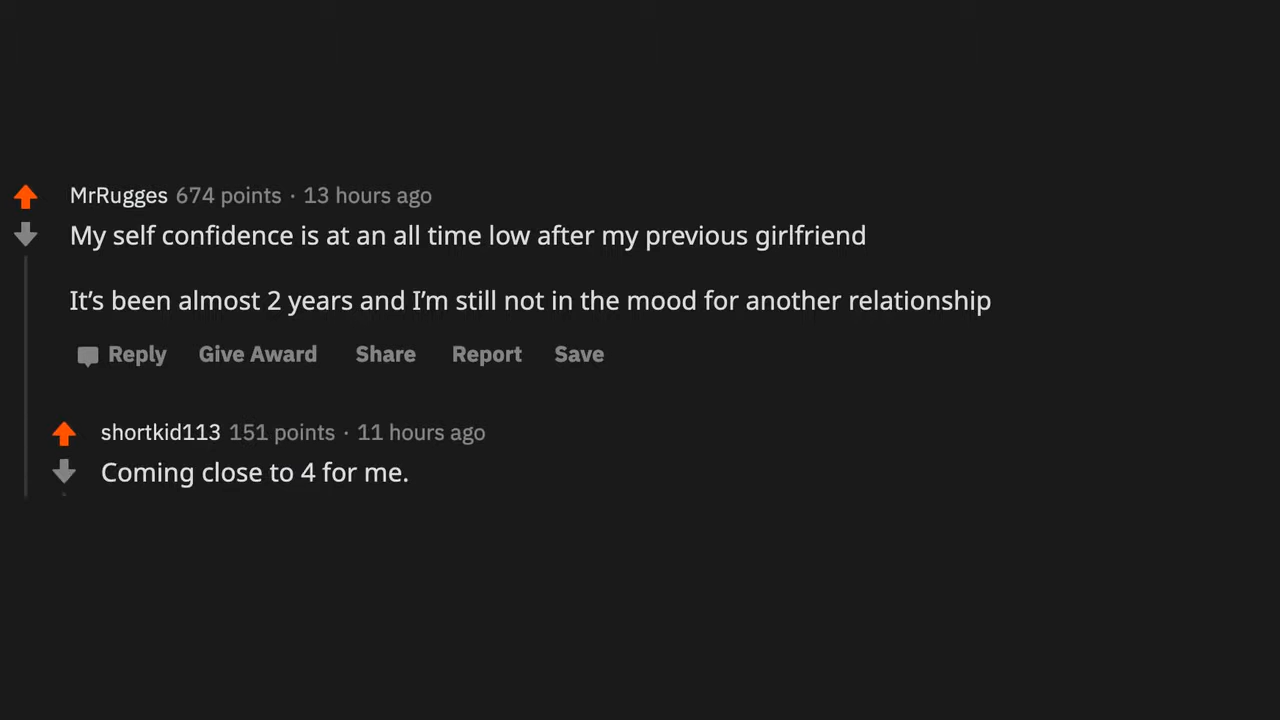 MrRugges 674 points · 13 hours ago
My self confidence is at an all time low after my previous girlfriend
It’s been almost 2 years and I’m still not in the mood for another relationship
Reply Give Award Share Report Save
shortkid113 151 points · 11 hours ago
Coming close to 4 for me.